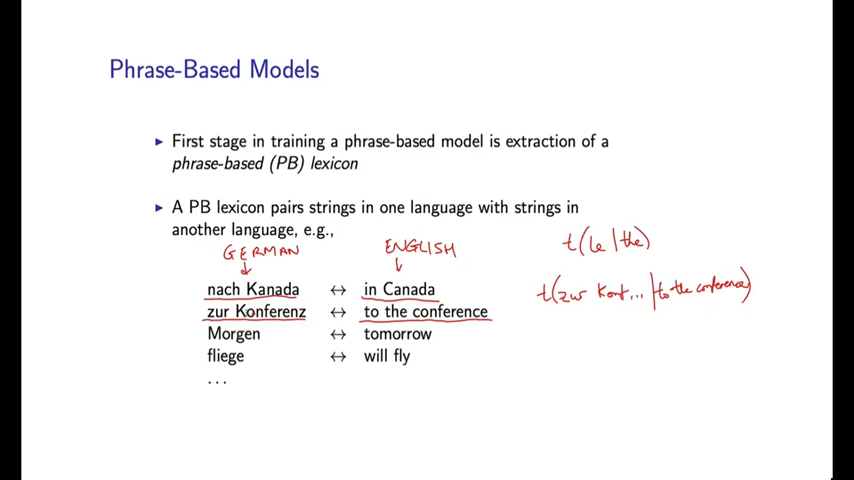 Phrase-Based Models
▶ First stage in training a phrase-based model is extraction of a
phrase-based (PB) lexicon
▶ A PB lexicon pairs strings in one language with strings in
another language, e.g.,
GERMAN ENGLISH t(le|the)
nach Kanada ↔ in Canada t(zur Konf...|to the conference)
zur Konferenz ↔ to the conference
Morgen ↔ tomorrow
fliege ↔ will fly
...